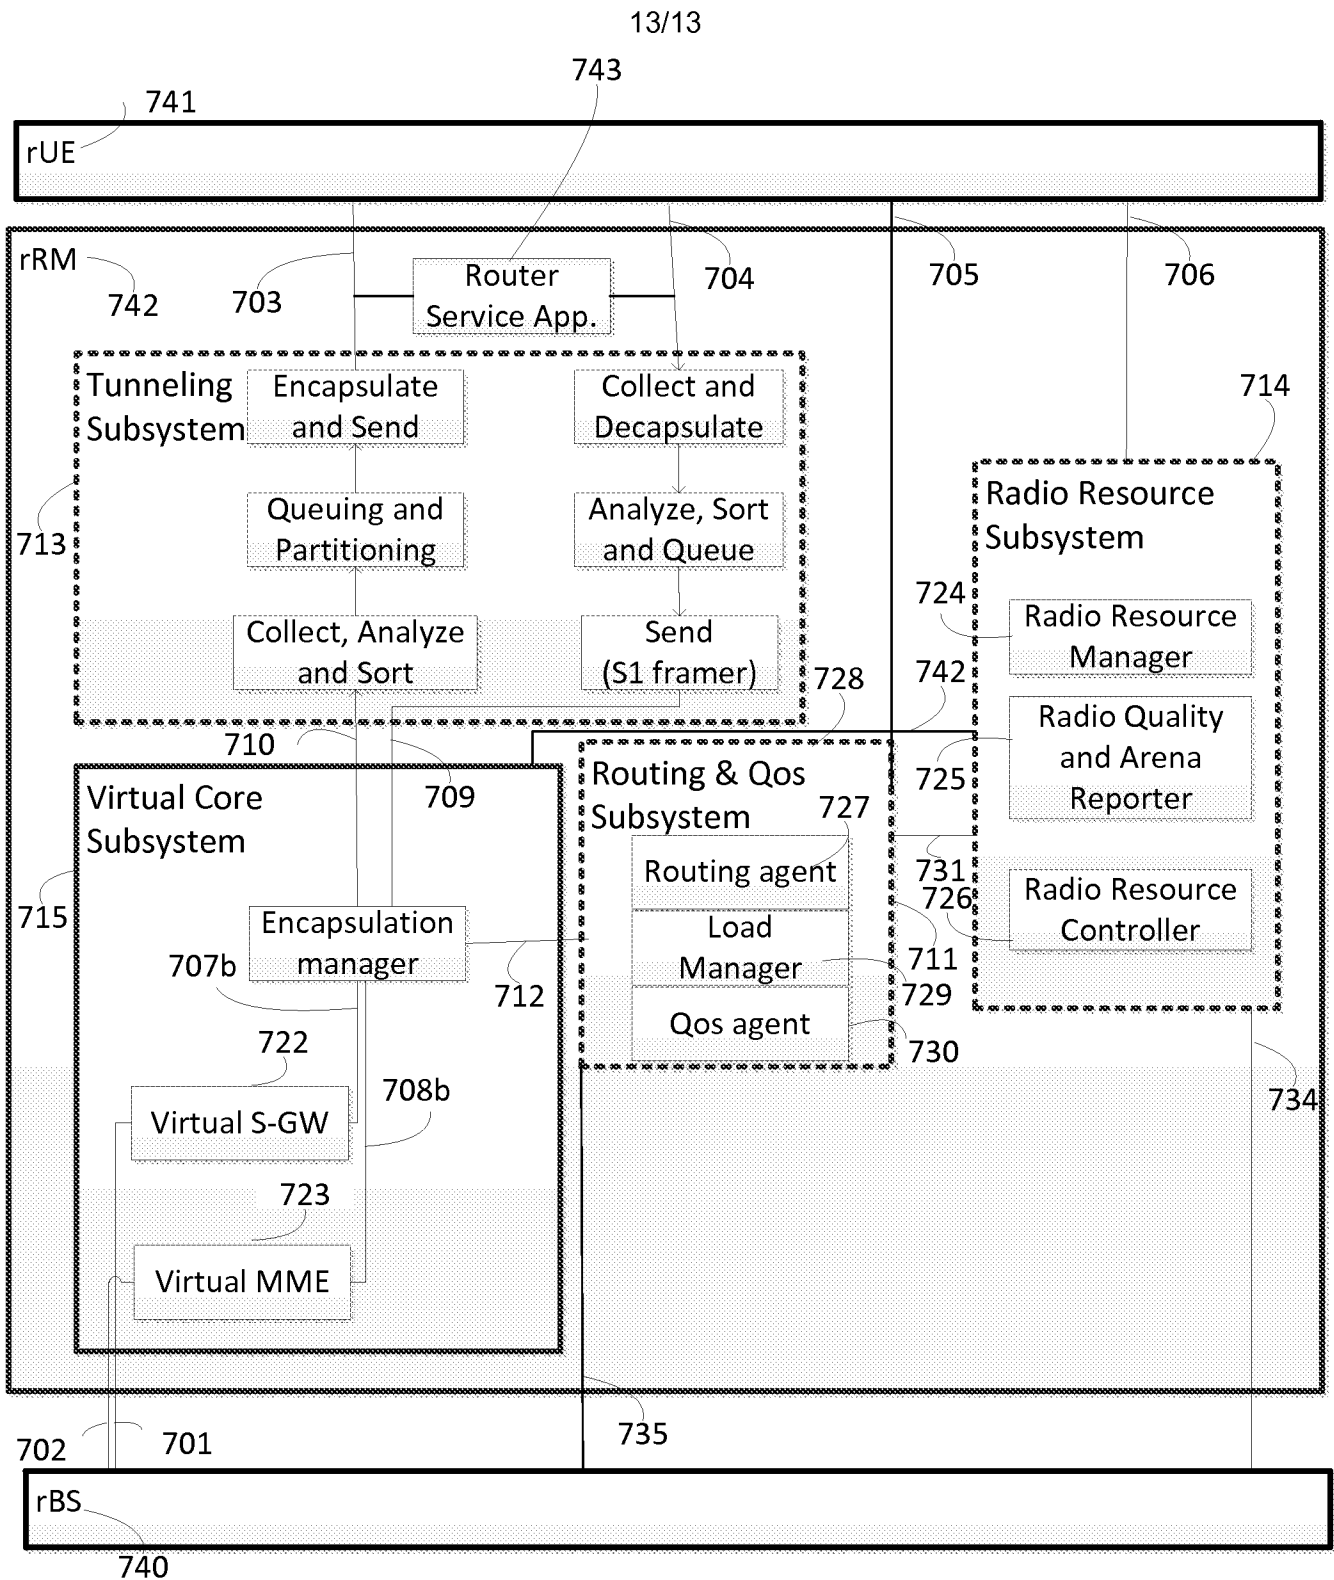 13/13
743
741
rUE
rRM
742
703
Router
Service App.
704
705
706
Tunneling
Subsystem
Encapsulate
and Send
Collect and
Decapsulate
714
713
Queuing and
Partitioning
Analyze, Sort
and Queue
Radio Resource
Subsystem
724
Radio Resource
Manager
Collect, Analyze
and Sort
Send
(S1 framer)
728
742
710
709
725
Radio Quality
and Arena
Reporter
Virtual Core
Subsystem
Routing & Qos
Subsystem
727
Routing agent
731
726
Radio Resource
Controller
715
Encapsulation
manager
Load
Manager
707b
712
711
729
Qos agent
730
722
708b
734
Virtual S-GW
723
Virtual MME
702
701
735
rBS
740